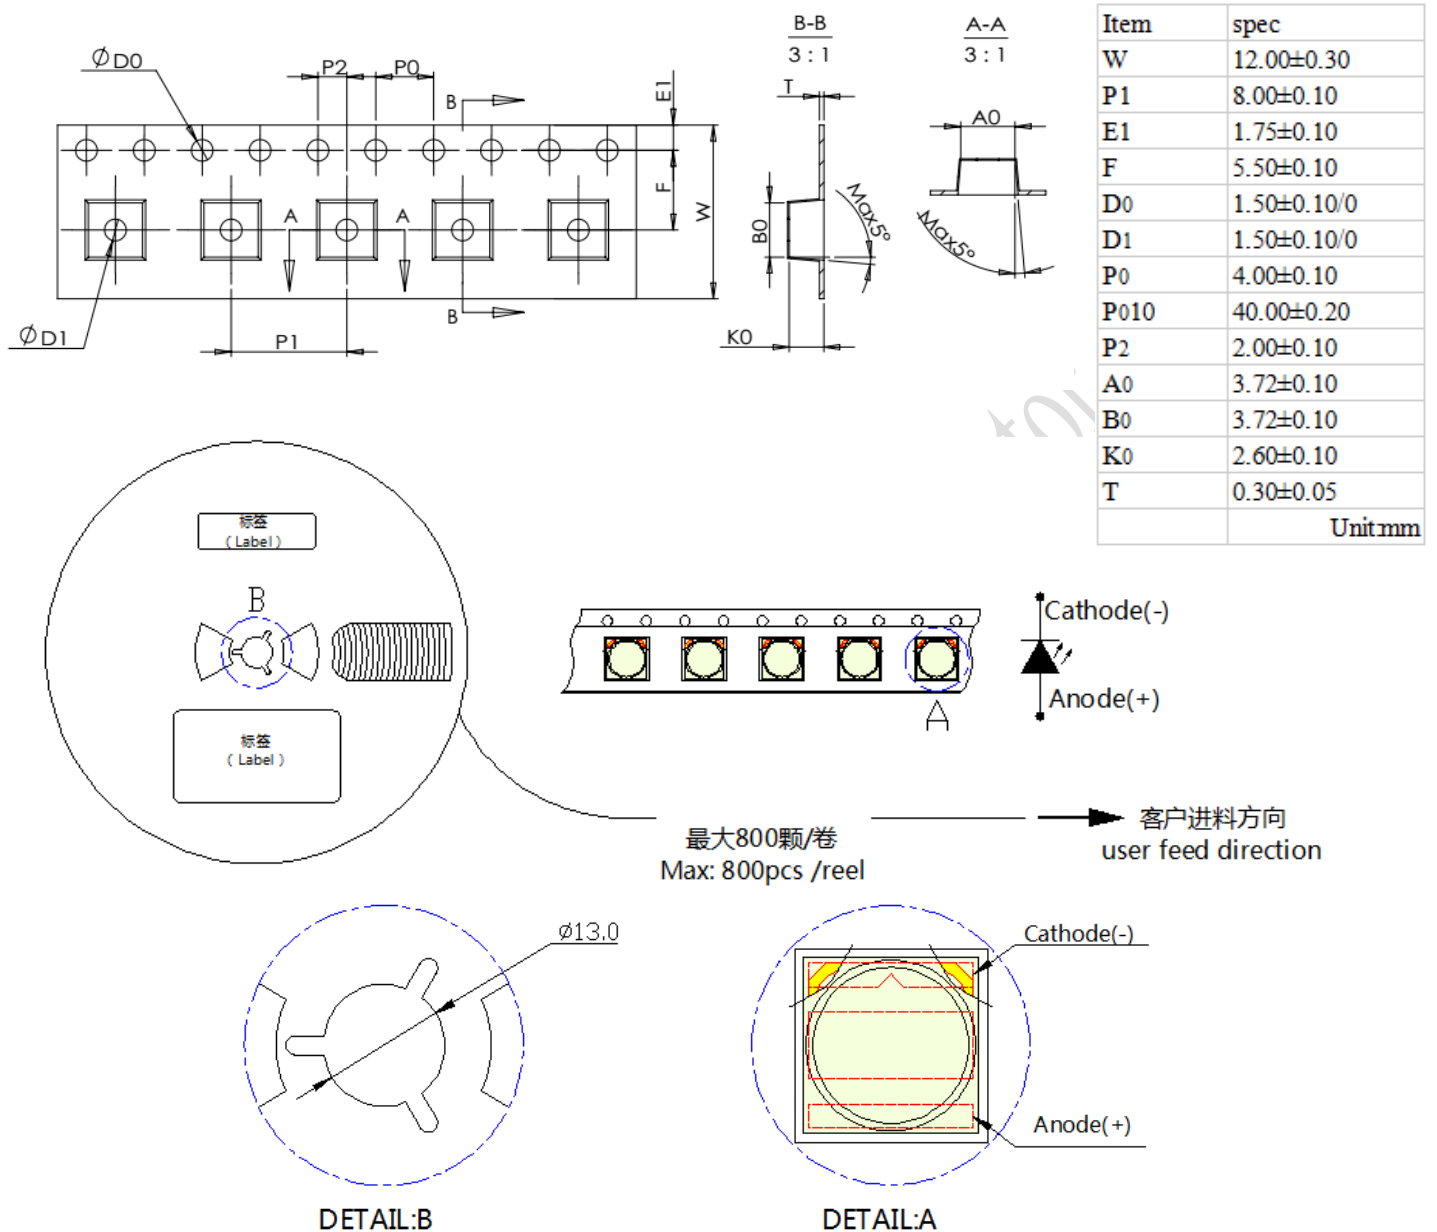 B-B
3 : 1
A-A
3 : 1
ØD0
P2
P0
B
E1
T
A0
A
A
F
W
B0
Max5°
Max5°
B
ØD1
P1
K0
Item spec
W 12.00±0.30
P1 8.00±0.10
E1 1.75±0.10
F 5.50±0.10
D0 1.50±0.10/0
D1 1.50±0.10/0
P0 4.00±0.10
P010 40.00±0.20
P2 2.00±0.10
A0 3.72±0.10
B0 3.72±0.10
K0 2.60±0.10
T 0.30±0.05
Unit:mm
标签
( Label )
B
标签
( Label )
A
Cathode(-)
Anode(+)
最大800颗/卷
Max: 800pcs /reel
客户进料方向
user feed direction
ø13.0
DETAIL:B
Cathode(-)
Anode(+)
DETAIL:A